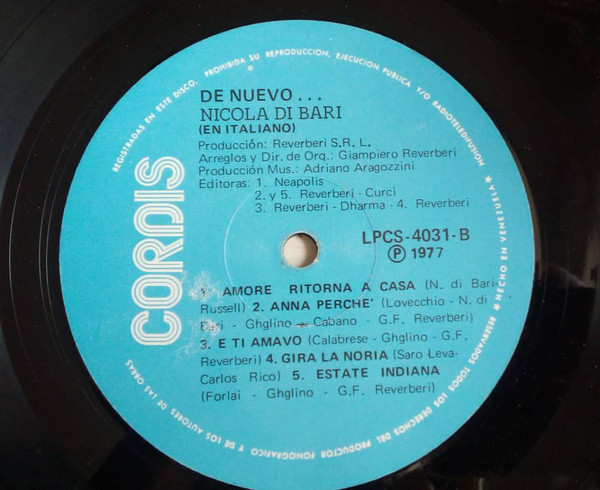 DE NUEVO...
NICOLA DI BARI
(EN ITALIANO)
Producción: Reverberi S.R.L.
Arreglos y Dir. de Orq.: Giampiero Reverberi
Producción Mus.: Adriano Aragozzini
Editoras: 1. Neapolis
2. y 5. Reverberi - Curci
3. Reverberi - Dharma - 4. Reverberi
LPCS-4031-B
Ⓟ 1977
1. AMORE RITORNA A CASA (N. di Bari-
Russell) 2. ANNA PERCHE' (Lovecchio - N. di
Bari - Ghglino - Cabano - G.F. Reverberi)
3. E TI AMAVO (Calabrese - Ghglino - G.F.
Reverberi) 4. GIRA LA NORIA (Saro Leva-
Carlos Rico) 5. ESTATE INDIANA
(Forlai - Ghglino - G.F. Reverberi)
CORDIS
REGISTRADAS EN ESTE DISCO. PROHIBIDA SU REPRODUCCION, EJECUCION PUBLICA Y/O RADIOTELEDIFUSION ★ HECHO EN VENEZUELA ★
RESERVADOS TODOS LOS DERECHOS DEL PRODUCTOR FONOGRAFICO Y DE LOS AUTORES DE LAS OBRAS